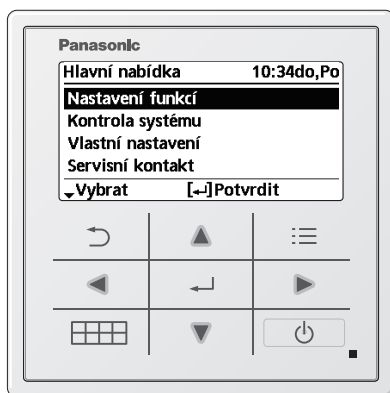 Panasonic
Hlavní nabídka 10:34do,Po
Nastavení funkcí
Kontrola systému
Vlastní nastavení
Servisní kontakt
Vybrat [↵]Potvrdit